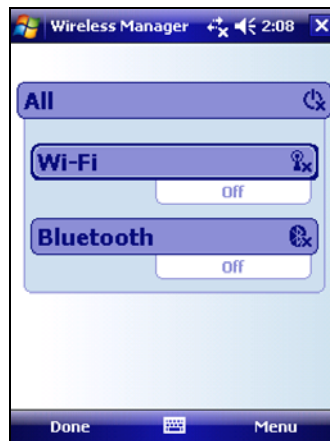 Wireless Manager 2:08
All
Wi-Fi
Off
Bluetooth
Off
Done Menu